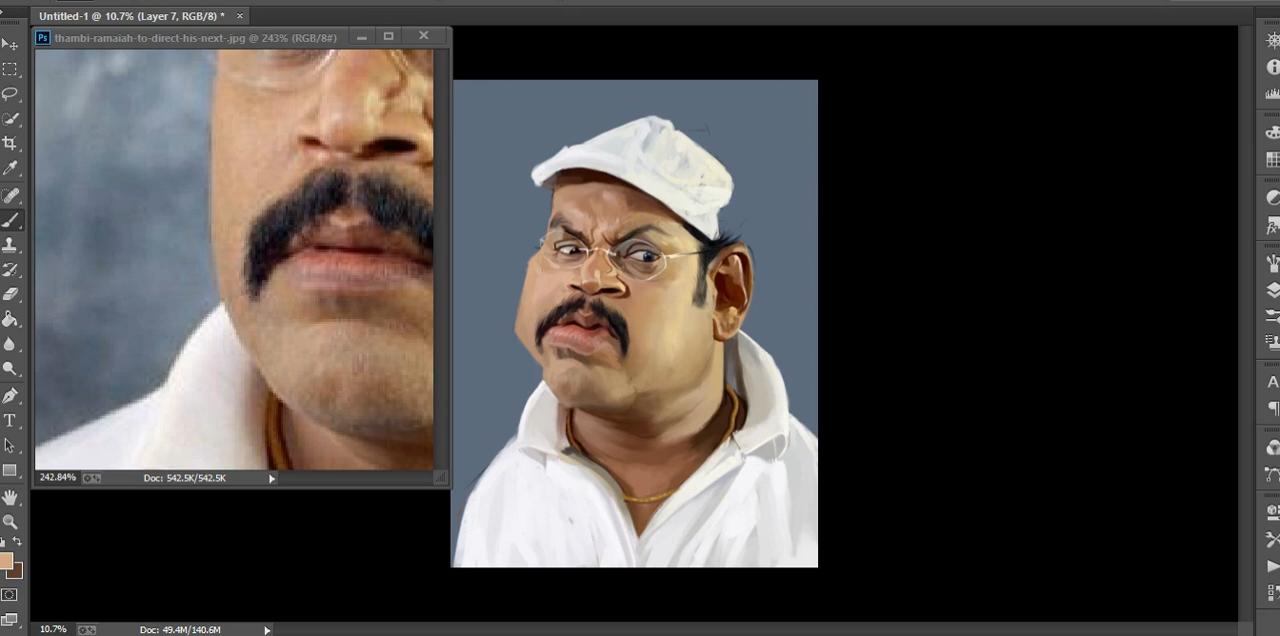 Untitled-1 @ 10.7% (Layer 7, RGB/8) * ×
Ps thambi-ramaiah-to-direct-his-next-.jpg @ 243% (RGB/8#)
242.84% Doc: 542.5K/542.5K
10.7% Doc: 49.4M/140.6M